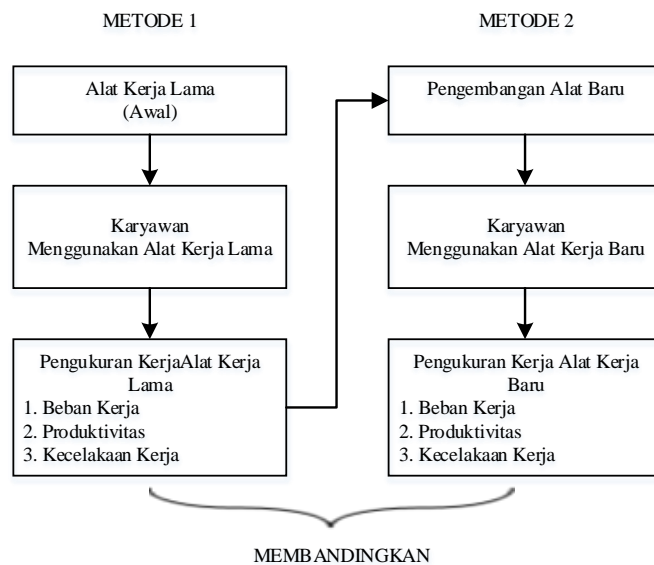 METODE 1
Alat Kerja Lama
(Awal)
Karyawan
Menggunakan Alat Kerja Lama
Pengukuran KerjaAlat Kerja
Lama
1. Beban Kerja
2. Produktivitas
3. Kecelakaan Kerja
METODE 2
Pengembangan Alat Baru
Karyawan
Menggunakan Alat Kerja Baru
Pengukuran Kerja Alat Kerja
Baru
1. Beban Kerja
2. Produktivitas
3. Kecelakaan Kerja
MEMBANDINGKAN